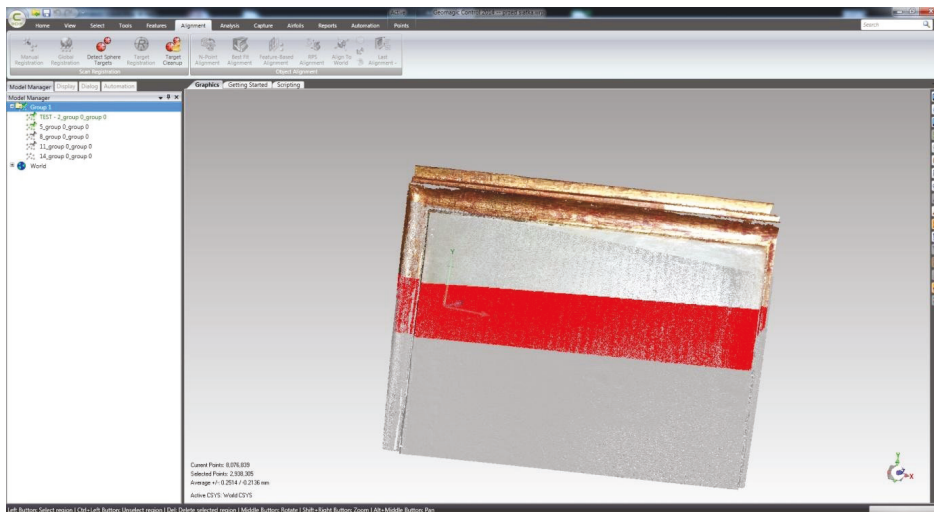 Geomagic Control 2014
Home View Select Tools Features Alignment Analysis Capture Airbits Reports Automation Points
Search
Manual Registration
Global Registration
Detect Sphere Targets
Target Registration
Target Cleanup
N-Point Alignment
Best Fit Alignment
Feature-Based Alignment
RPS Alignment
Align To World
Last Alignment
Scan Registration
Object Alignment
Model Manager Display Dialog Automation
Graphics Getting Started Scripting
Model Manager
Group 1
TEST - 2_group 0_group 0
5_group 0_group 0
8_group 0_group 0
11_group 0_group 0
14_group 0_group 0
World
Y
Current Points: 8,076,839
Selected Points: 2,938,305
Average +/-: 0.2514 / -0.2136 mm
Active CSYS: World CSYS
Y
X
Left Button: Select region | Ctrl+Left Button: Unselect region | Del: Delete selected region | Middle Button: Rotate | Shift+Right Button: Zoom | Alt+Middle Button: Pan